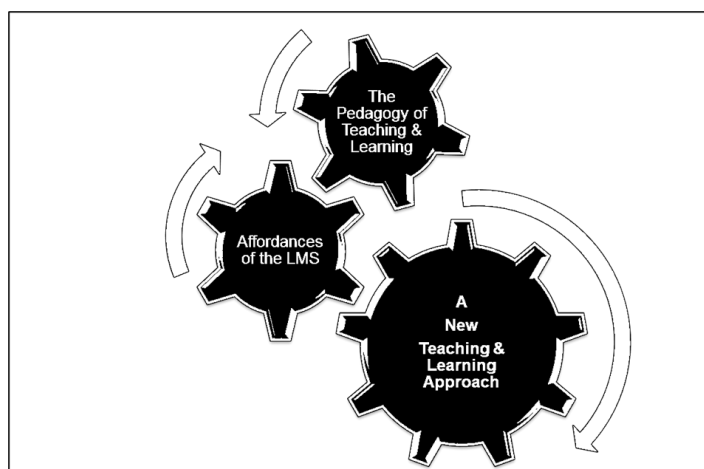 The
Pedagogy of
Teaching &
Learning
Affordances
of the LMS
A
New
Teaching &
Learning
Approach